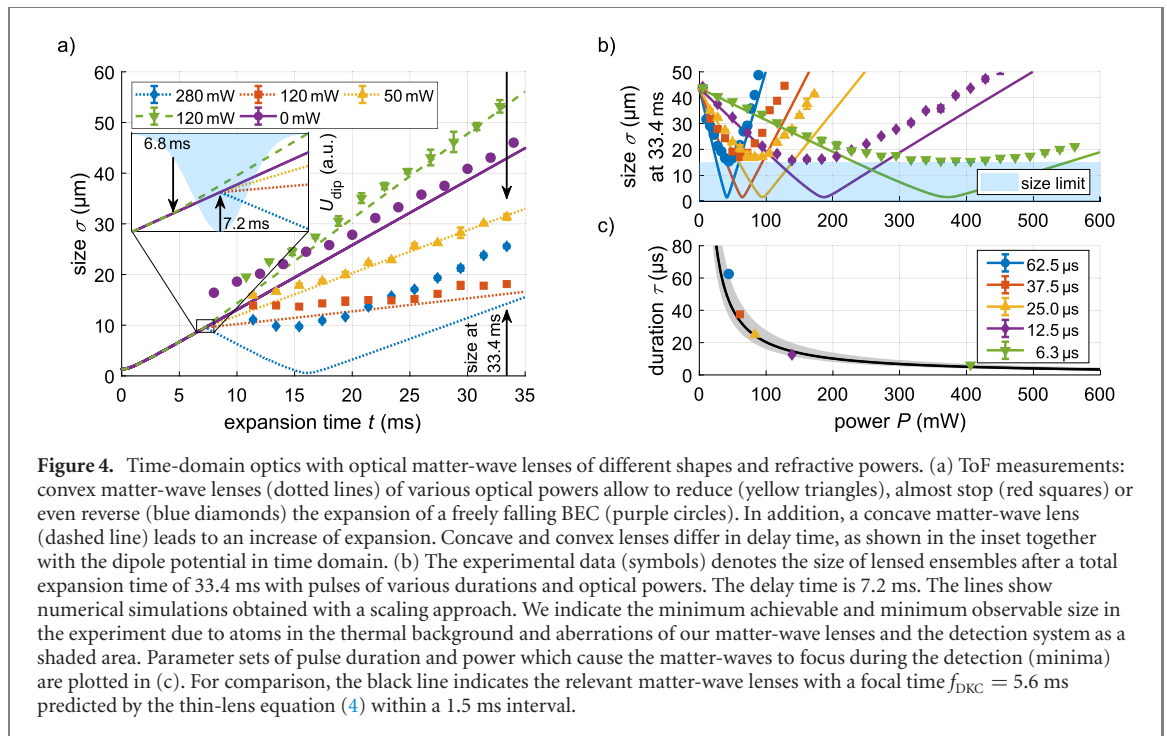 a)
60
50
40
30
20
10
0
size σ (µm)
0 5 10 15 20 25 30 35
expansion time t (ms)
280 mW 120 mW 50 mW
120 mW 0 mW
6.8 ms
7.2 ms
U_dip (a.u.)
size at
33.4 ms
b)
50
40
30
20
10
0
size σ (µm)
at 33.4 ms
size limit
0 100 200 300 400 500 600
c)
80
60
40
20
0
duration τ (µs)
62.5 µs
37.5 µs
25.0 µs
12.5 µs
6.3 µs
0 100 200 300 400 500 600
power P (mW)
Figure 4. Time-domain optics with optical matter-wave lenses of different shapes and refractive powers. (a) ToF measurements:
convex matter-wave lenses (dotted lines) of various optical powers allow to reduce (yellow triangles), almost stop (red squares) or
even reverse (blue diamonds) the expansion of a freely falling BEC (purple circles). In addition, a concave matter-wave lens
(dashed line) leads to an increase of expansion. Concave and convex lenses differ in delay time, as shown in the inset together
with the dipole potential in time domain. (b) The experimental data (symbols) denotes the size of lensed ensembles after a total
expansion time of 33.4 ms with pulses of various durations and optical powers. The delay time is 7.2 ms. The lines show
numerical simulations obtained with a scaling approach. We indicate the minimum achievable and minimum observable size in
the experiment due to atoms in the thermal background and aberrations of our matter-wave lenses and the detection system as a
shaded area. Parameter sets of pulse duration and power which cause the matter-waves to focus during the detection (minima)
are plotted in (c). For comparison, the black line indicates the relevant matter-wave lenses with a focal time f_DKC = 5.6 ms
predicted by the thin-lens equation (4) within a 1.5 ms interval.